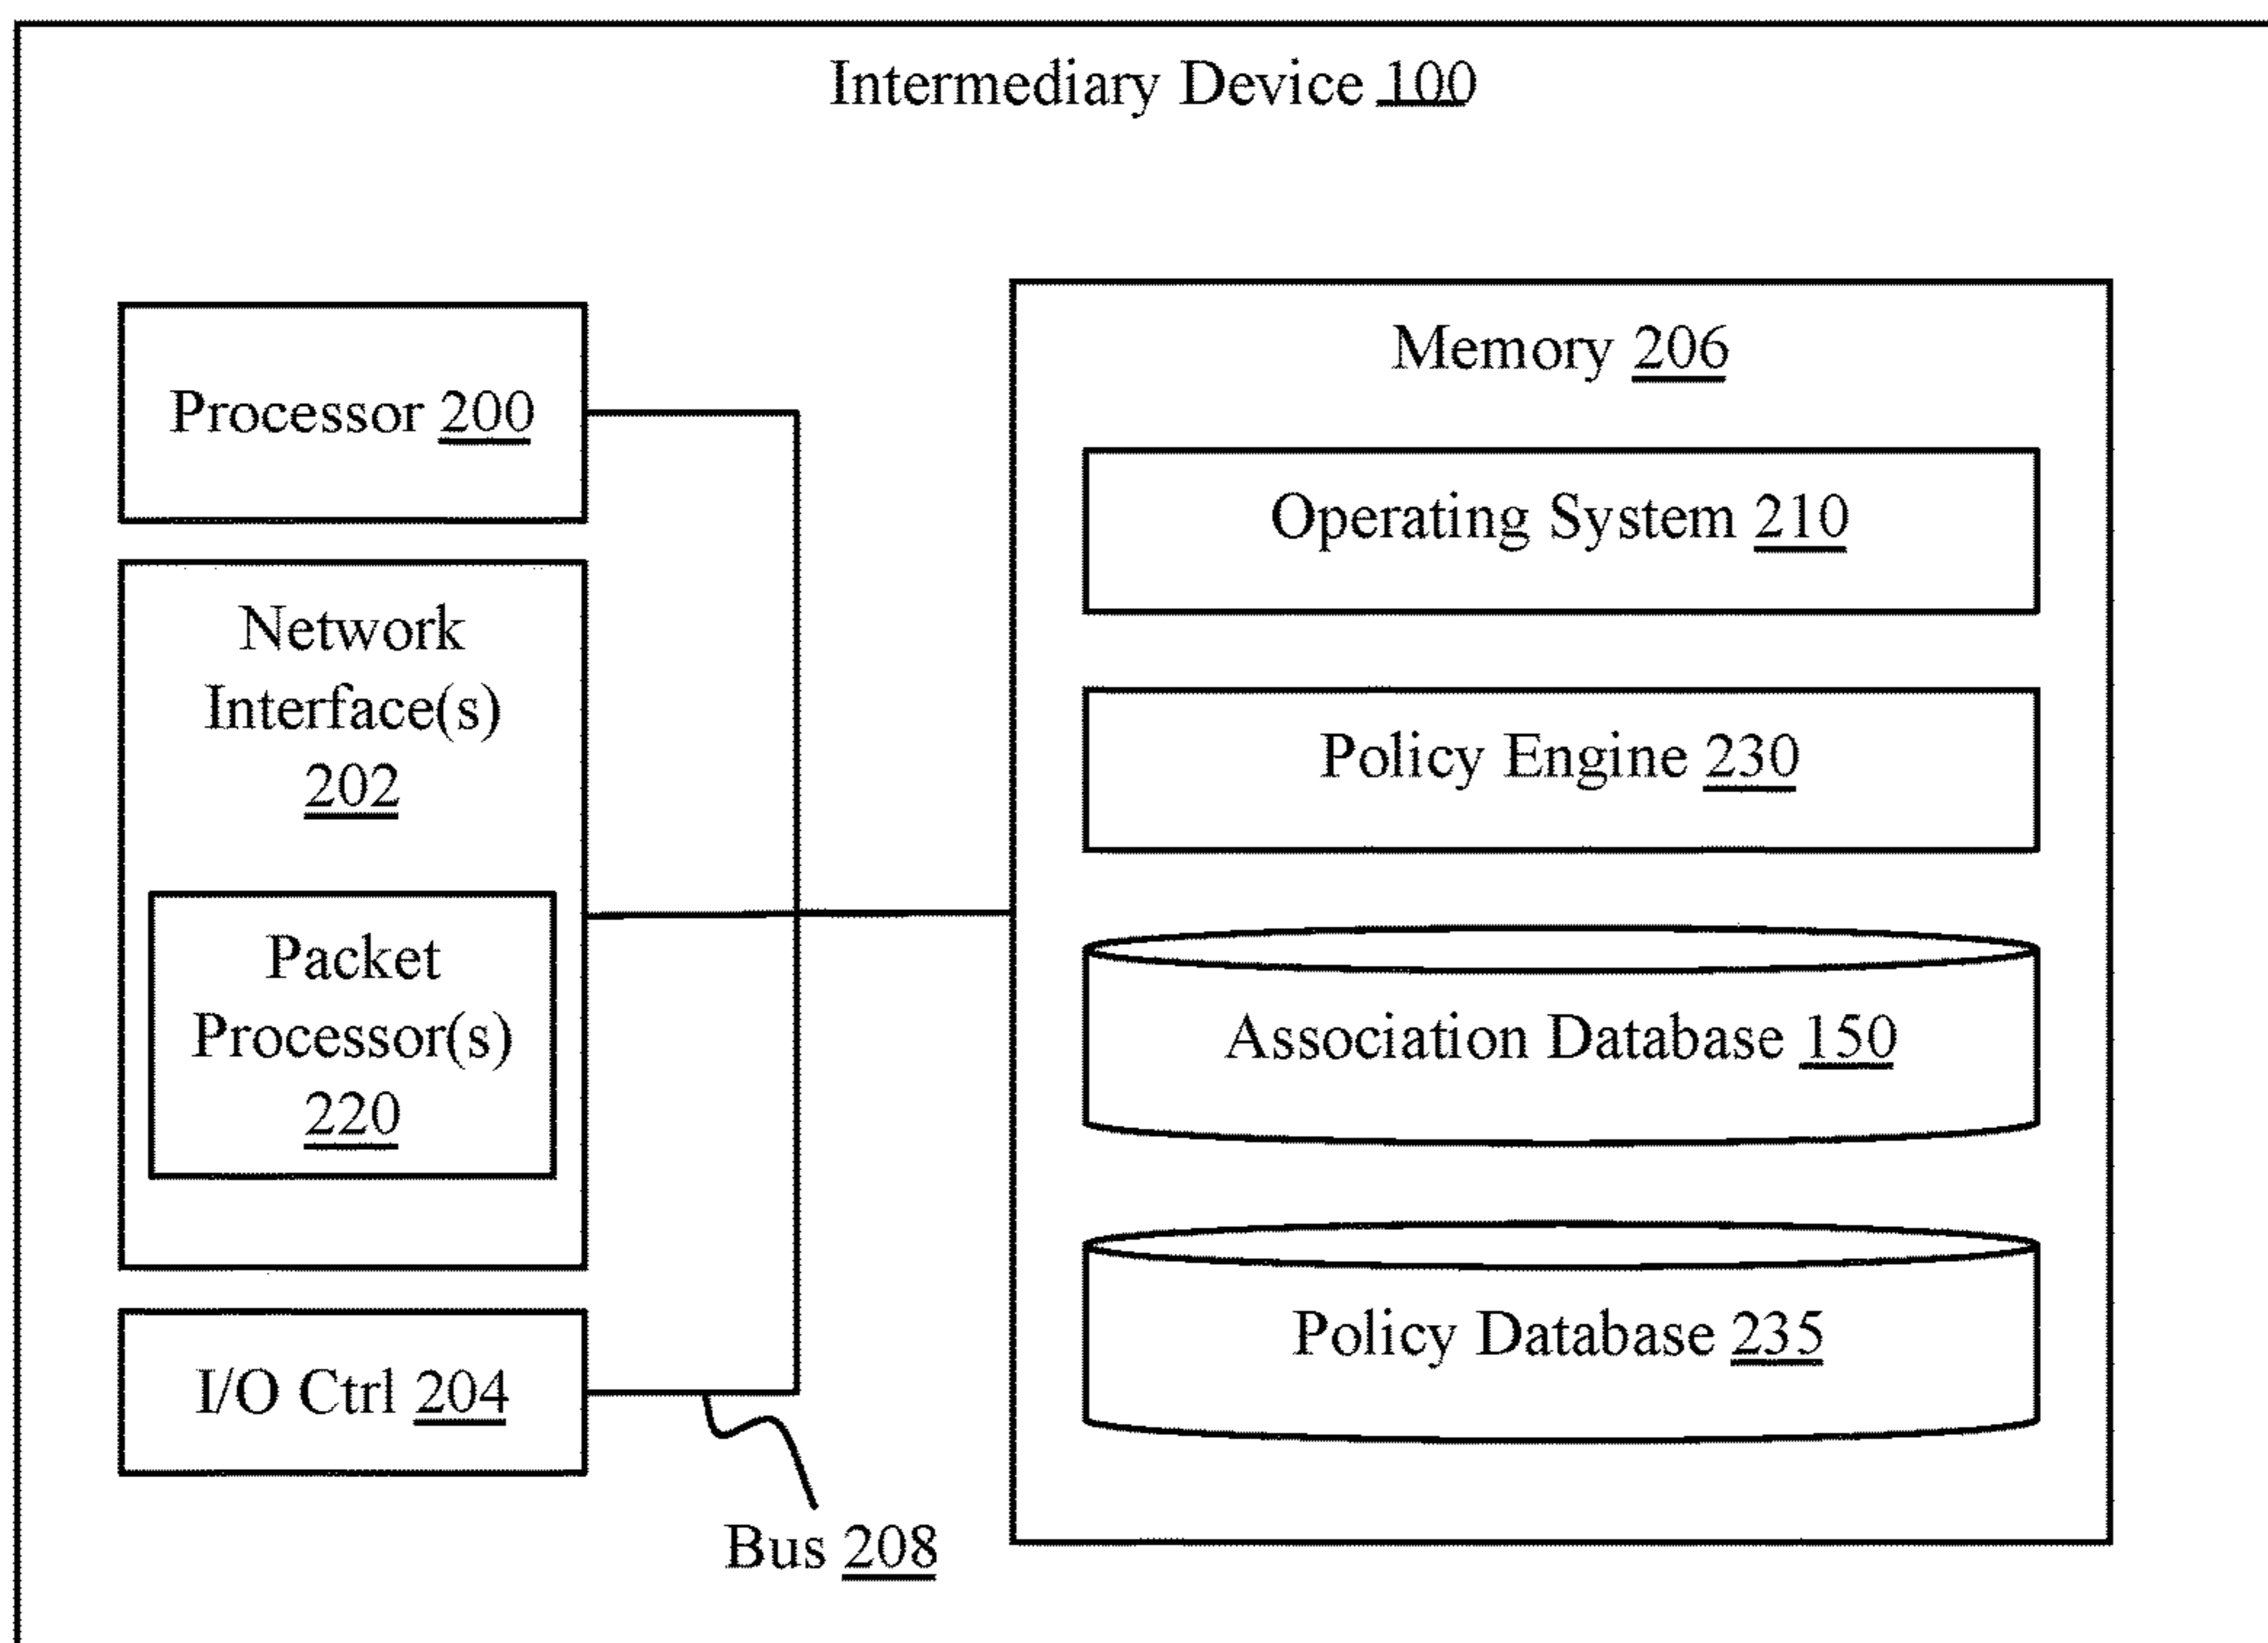 Intermediary Device 100
Processor 200
Network
Interface(s)
202
Packet
Processor(s)
220
I/O Ctrl 204
Bus 208
Memory 206
Operating System 210
Policy Engine 230
Association Database 150
Policy Database 235